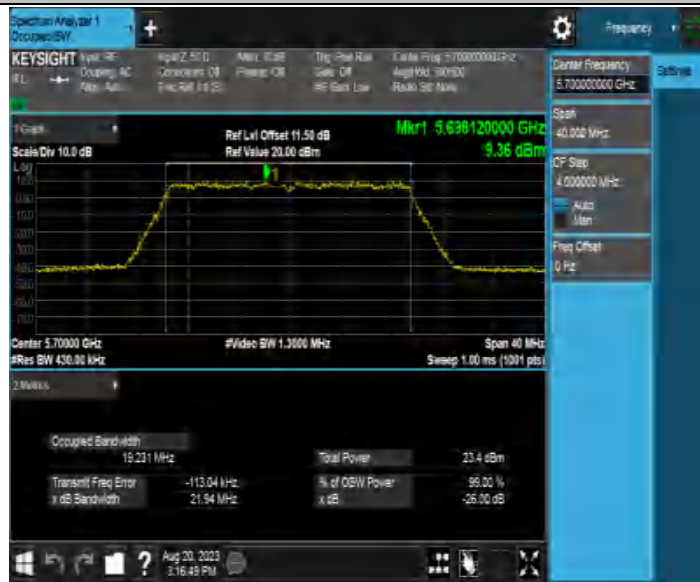 Spectrum Analyzer 1
Occupied BW
Frequency
KEYSIGHT Input: RF
Coupling: AC
Align: Auto
Input Z: 50 Ω
Corrections: Off
Atten: 10 dB
Preamp: Off
Trig: Free Run
Gate: Off
#IF Gain: Low
Center Freq: 5.700000000 GHz
Radio Std: None
1 Graph
Scale/Div 10.0 dB
Ref Lvl Offset 11.50 dB
Ref Value 20.00 dBm
Mkr1 5.698120000 GHz
9.36 dBm
Log
1
Center 5.70000 GHz
#Res BW 430.00 kHz
#Video BW 1.3000 MHz
Span 40 MHz
Sweep 1.00 ms (1001 pts)
2 Metrics
Occupied Bandwidth
19.231 MHz
Total Power 23.4 dBm
Transmit Freq Error -113.04 kHz
% of OBW Power 99.00 %
x dB Bandwidth 21.94 MHz
x dB -26.00 dB
Center Frequency
5.700000000 GHz
Settings
Span
40.000 MHz
CF Step
4.000000 MHz
Auto
Man
Freq Offset
0 Hz
Aug 20, 2023
3:16:49 PM